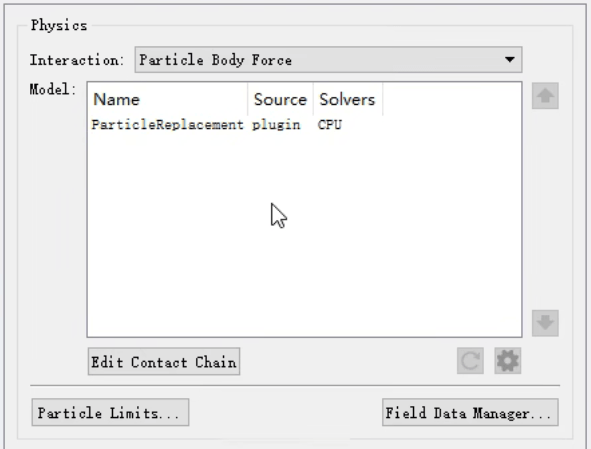 Physics
Interaction: Particle Body Force
Model:
Name Source Solvers
ParticleReplacement plugin CPU
Edit Contact Chain
Particle Limits... Field Data Manager...